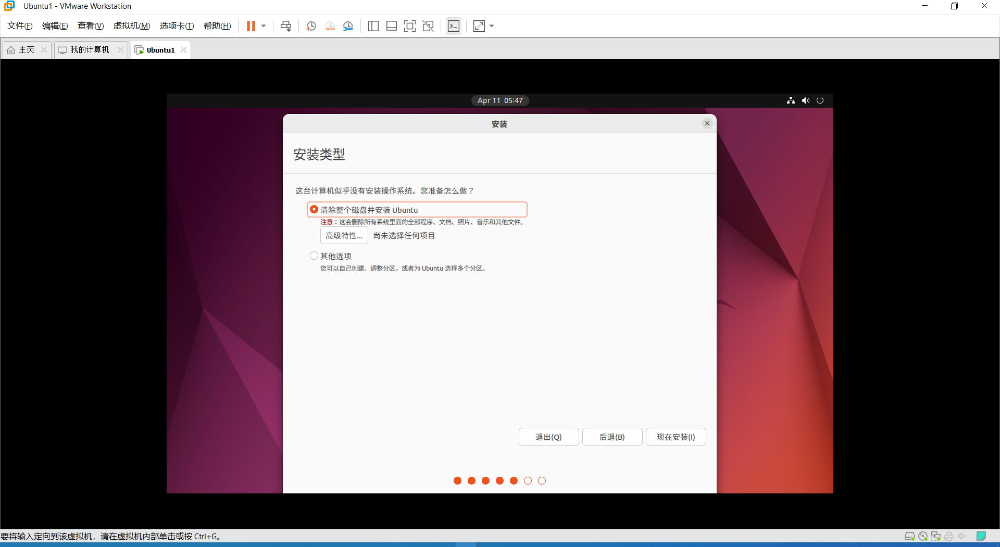 Ubuntu1 - VMware Workstation
文件(F) 编辑(E) 查看(V) 虚拟机(M) 选项卡(T) 帮助(H)
主页 我的计算机 Ubuntu1
Apr 11 05:47
安装
安装类型
这台计算机似乎没有安装操作系统。您准备怎么做？
清除整个磁盘并安装 Ubuntu
注意：这会删除所有系统里面的全部程序、文档、照片、音乐和其他文件。
高级特性... 尚未选择任何项目
其他选项
您可以自己创建、调整分区，或者为 Ubuntu 选择多个分区。
退出(Q) 后退(B) 现在安装(I)
要将输入定向到该虚拟机，请在虚拟机内部单击或按 Ctrl+G。